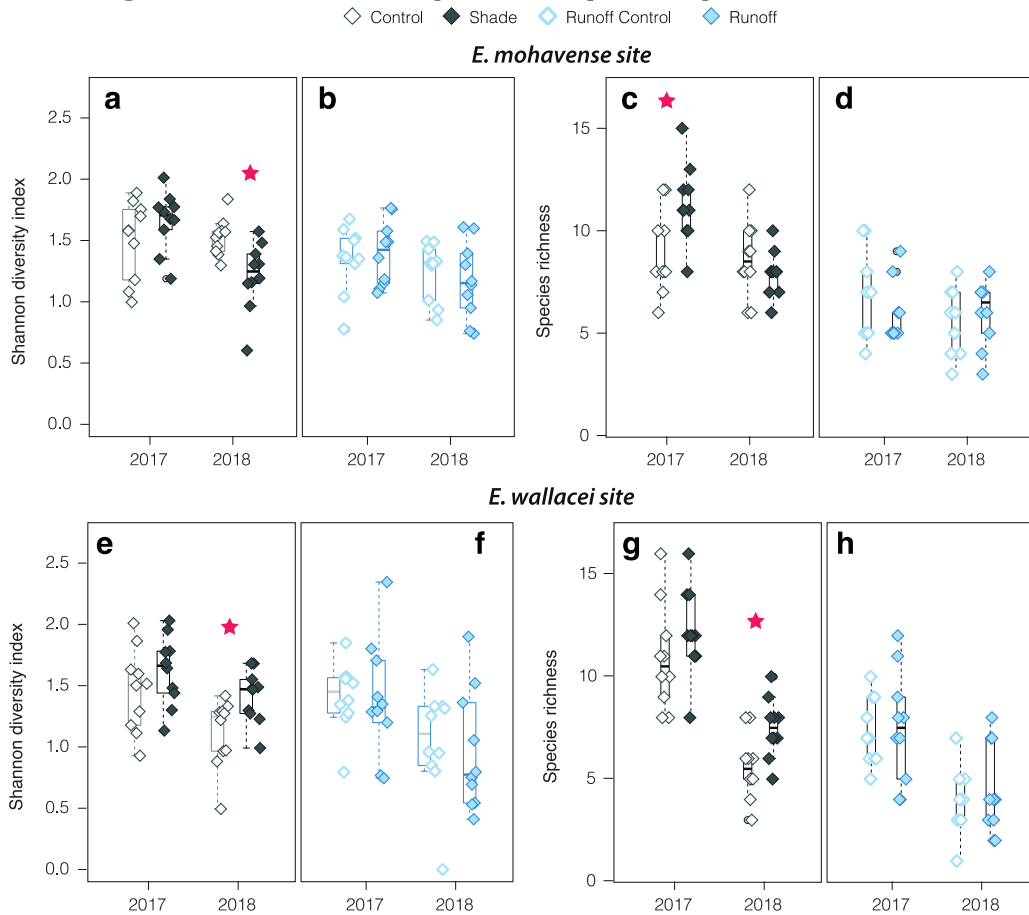 Control Shade Runoff Control Runoff
E. mohavense site
a b c d
Shannon diversity index
2.5
2.0
1.5
1.0
0.5
0.0
2017 2018 2017 2018
Species richness
15
10
5
0
2017 2018 2017 2018
E. wallacei site
e f g h
Shannon diversity index
2.5
2.0
1.5
1.0
0.5
0.0
2017 2018 2017 2018
Species richness
15
10
5
0
2017 2018 2017 2018